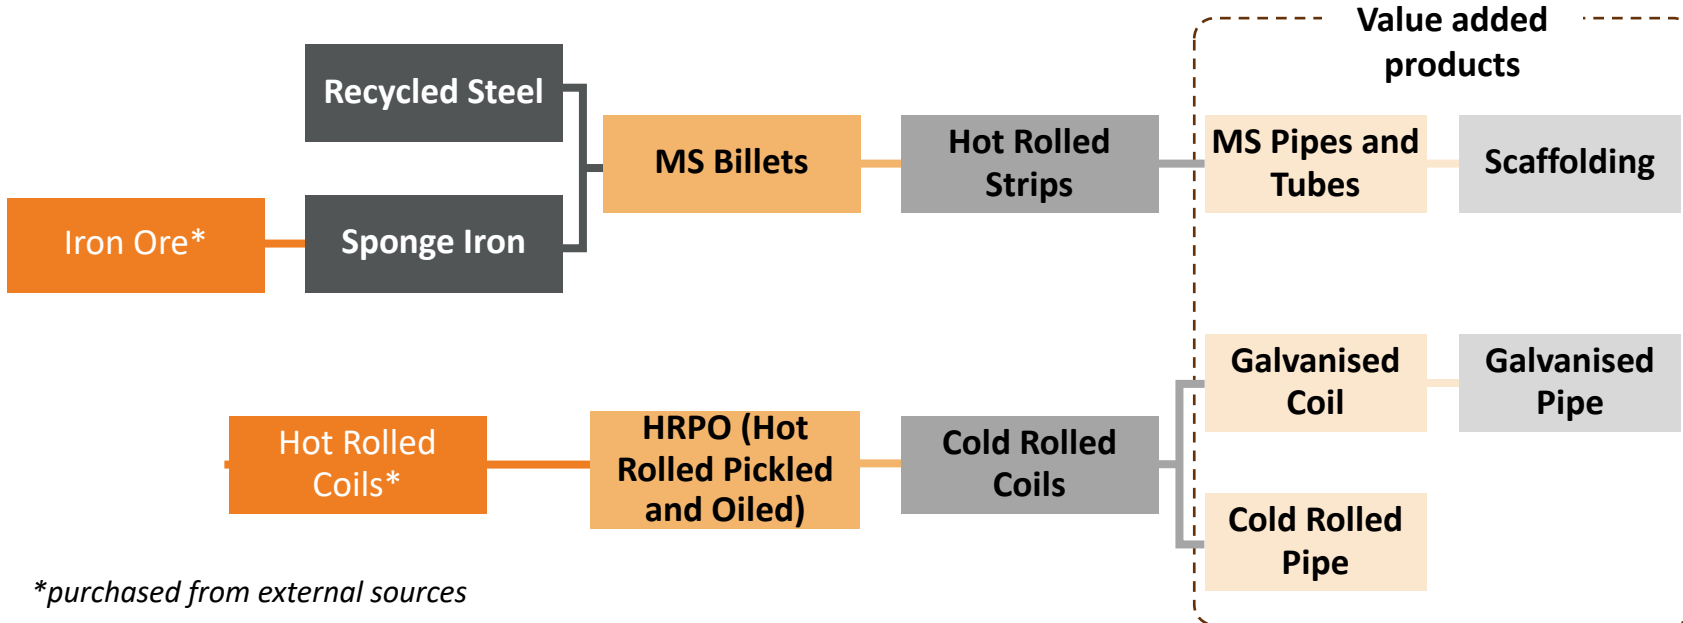 Value added
products
Recycled Steel
MS Billets
Hot Rolled
Strips
MS Pipes and
Tubes
Scaffolding
Iron Ore*
Sponge Iron
Galvanised
Coil
Galvanised
Pipe
Hot Rolled
Coils*
HRPO (Hot
Rolled Pickled
and Oiled)
Cold Rolled
Coils
Cold Rolled
Pipe
*purchased from external sources